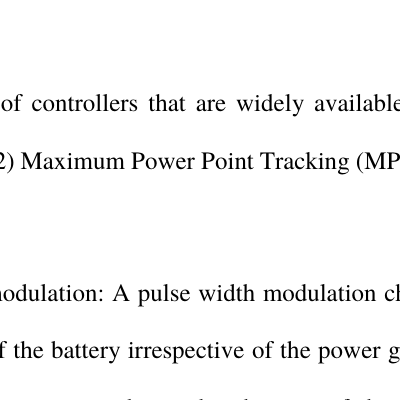 of controllers that are widely available
2) Maximum Power Point Tracking (MP
modulation: A pulse width modulation ch
f the battery irrespective of the power g